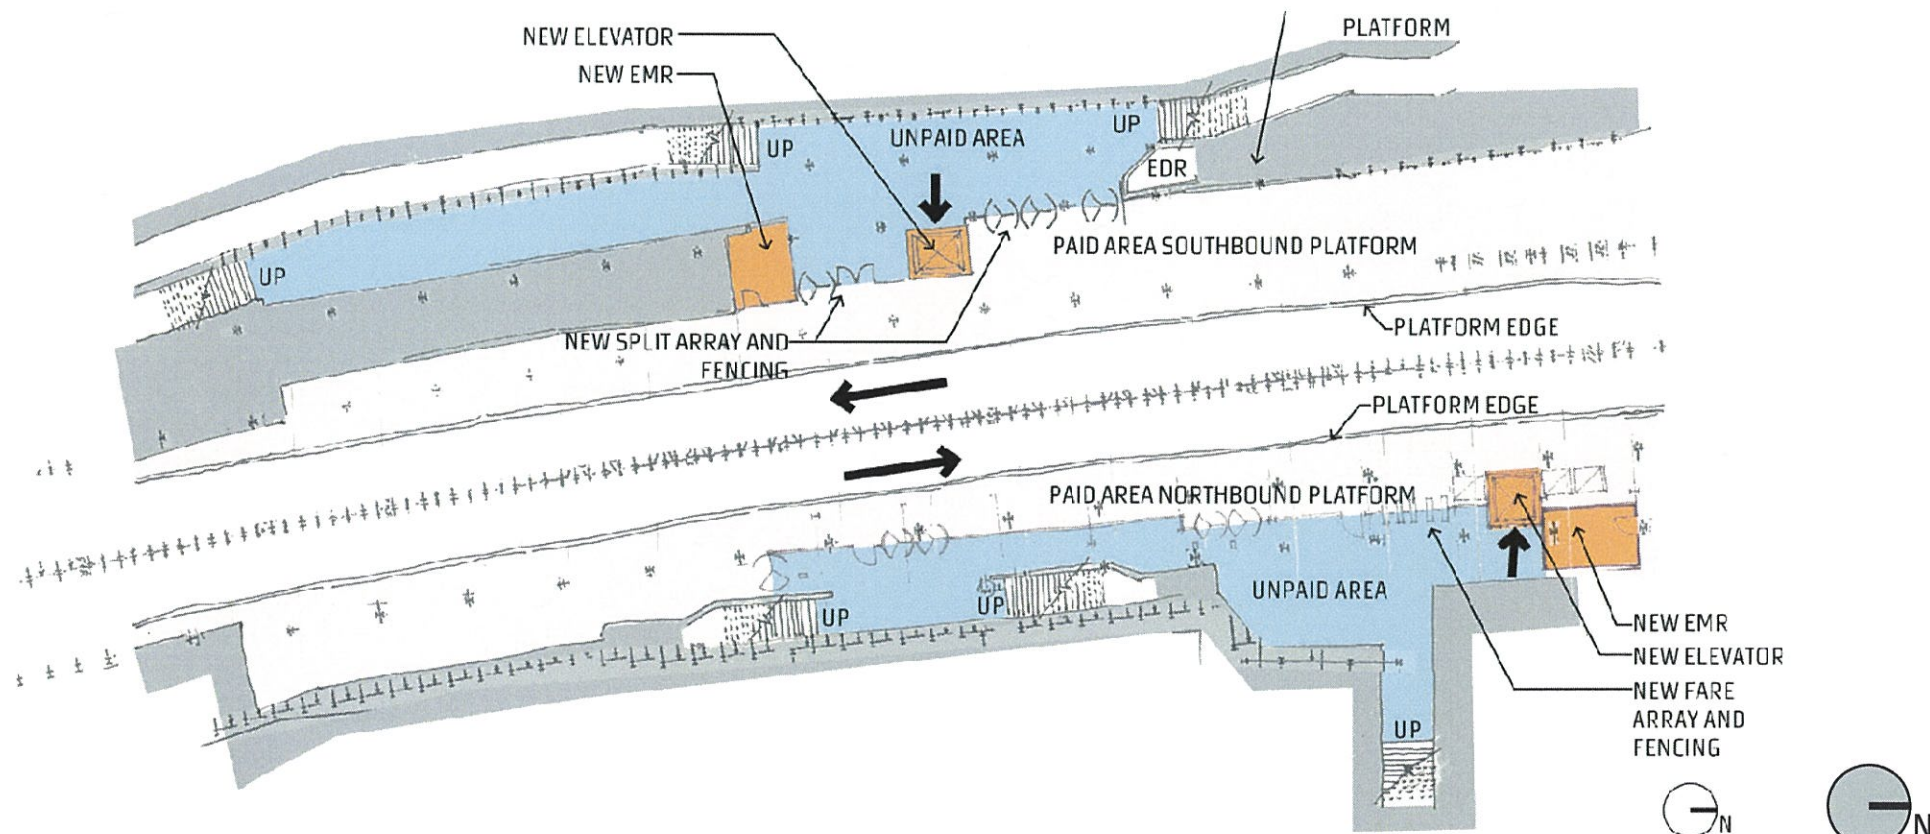 PLATFORM
NEW ELEVATOR
NEW EMR
UP
UNPAID AREA
UP
EDR
UP
PAID AREA SOUTHBOUND PLATFORM
NEW SPLIT ARRAY AND
FENCING
PLATFORM EDGE
PLATFORM EDGE
PAID AREA NORTHBOUND PLATFORM
UP
UP
UNPAID AREA
UP
NEW EMR
NEW ELEVATOR
NEW FARE
ARRAY AND
FENCING
N
N